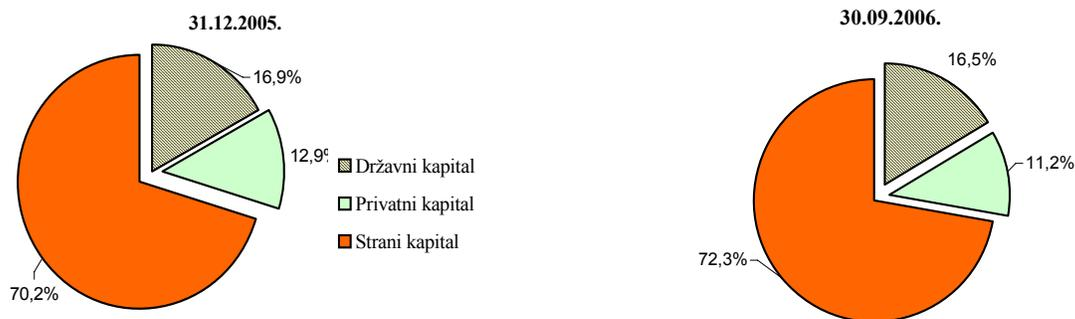 31.12.2005.
16,9%
12,9%
70,2%
Državni kapital
Privatni kapital
Strani kapital
30.09.2006.
16,5%
11,2%
72,3%